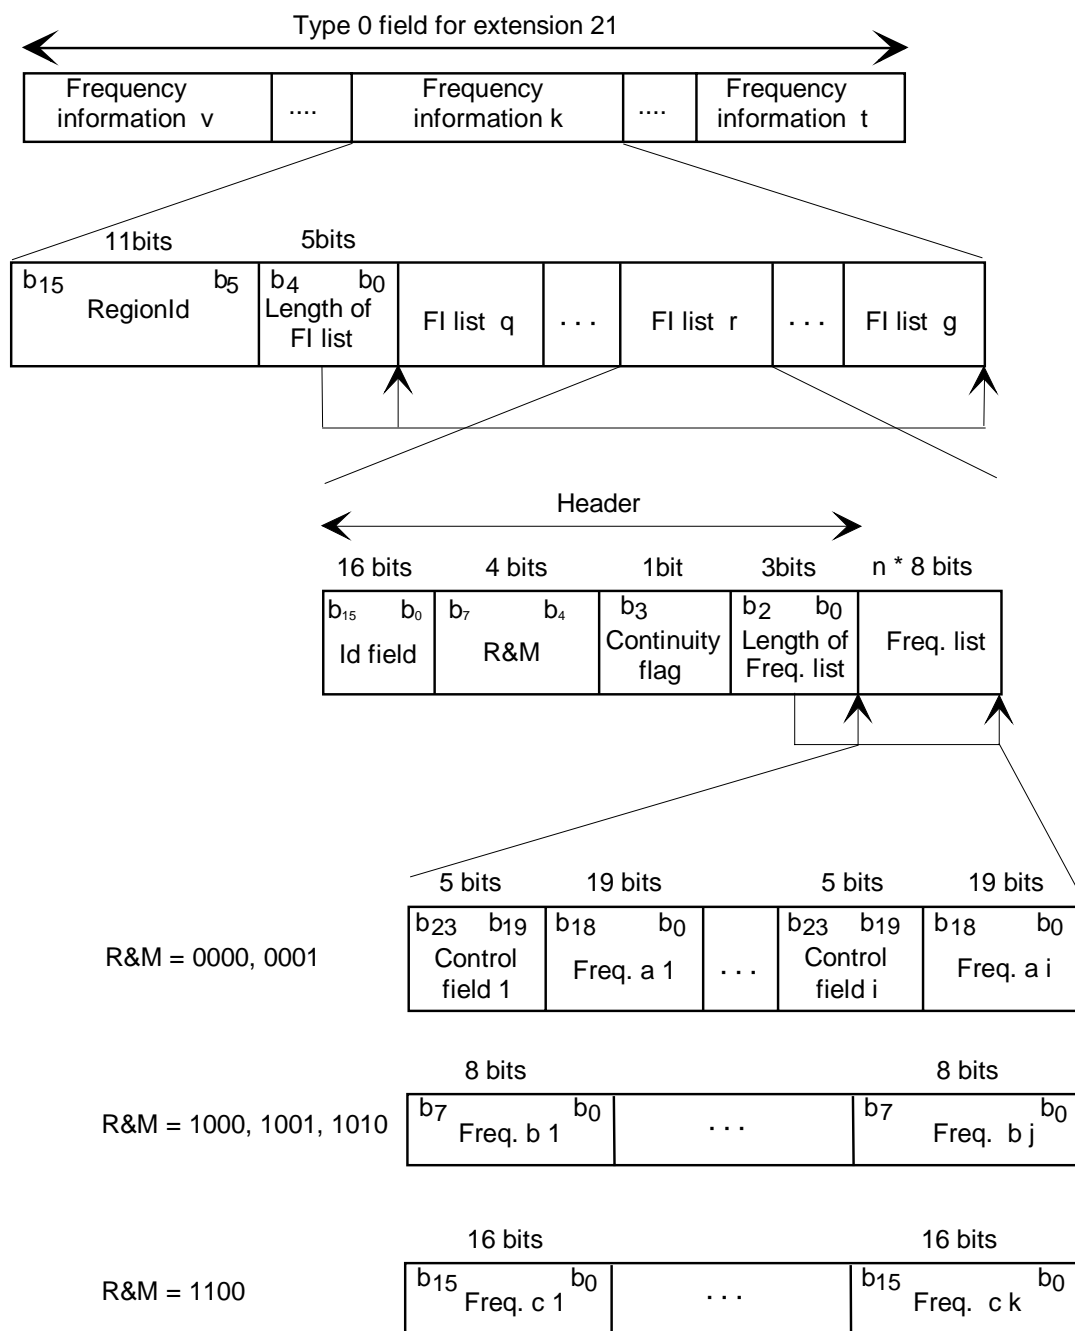 Type 0 field for extension 21
Frequency information v
....
Frequency information k
....
Frequency information t
11bits
5bits
b15 b5
RegionId
b4 b0
Length of
FI list
FI list q
. . .
FI list r
. . .
FI list g
Header
16 bits
4 bits
1bit
3bits
n * 8 bits
b15 b0
Id field
b7 b4
R&M
b3
Continuity
flag
b2 b0
Length of
Freq. list
Freq. list
5 bits
19 bits
5 bits
19 bits
R&M = 0000, 0001
b23 b19
Control
field 1
b18 b0
Freq. a 1
. . .
b23 b19
Control
field i
b18 b0
Freq. a i
8 bits
8 bits
R&M = 1000, 1001, 1010
b7 b0
Freq. b 1
. . .
b7 b0
Freq. b j
16 bits
16 bits
R&M = 1100
b15 b0
Freq. c 1
. . .
b15 b0
Freq. c k